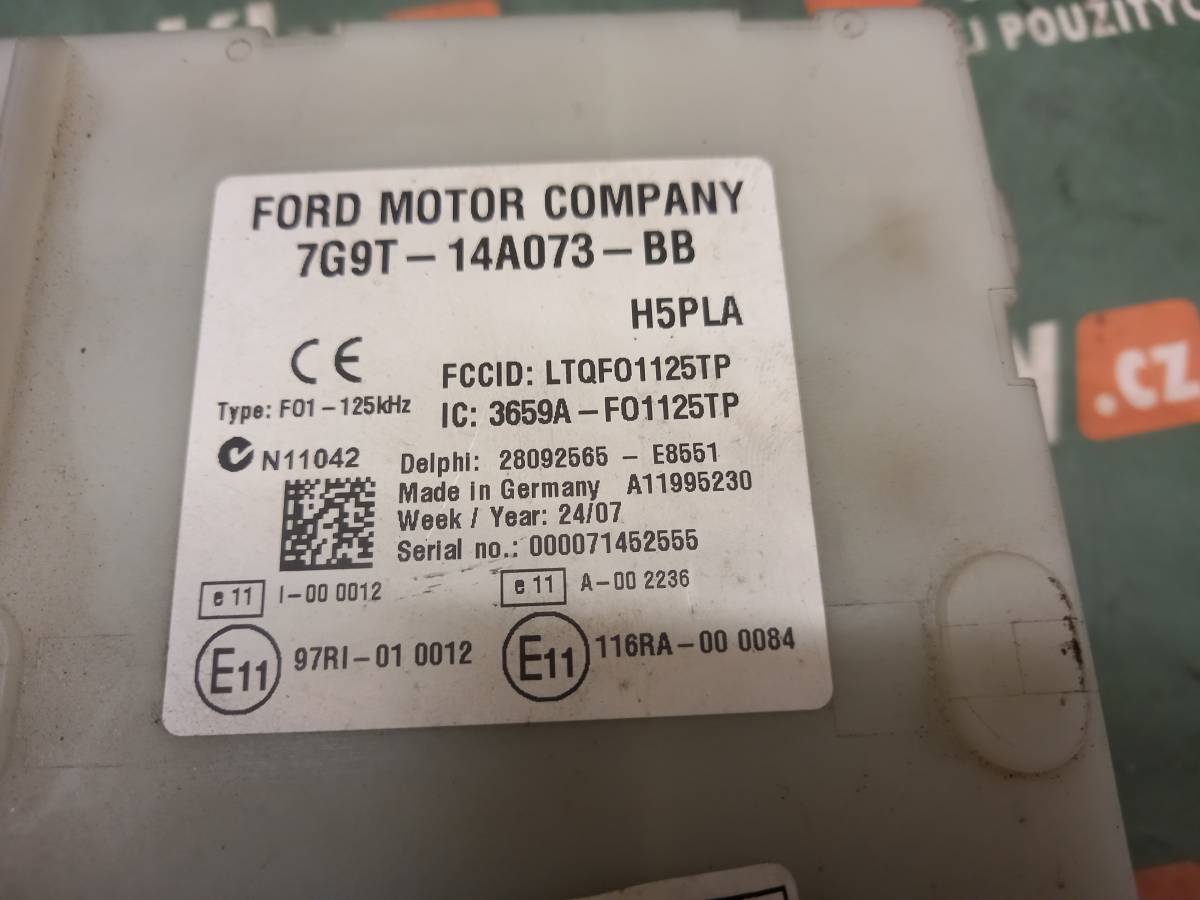 J POUŽITÝC
FORD MOTOR COMPANY
7G9T-14A073-BB
H5PLA
CE
FCCID: LTQFO1125TP
Type: FO1-125kHz
IC: 3659A-FO1125TP
N11042
Delphi: 28092565 - E8551
Made in Germany A11995230
Week / Year: 24/07
Serial no.: 000071452555
e 11 I-00 0012
e 11 A-00 2236
E11 97RI-01 0012
E11 116RA-00 0084
.cz